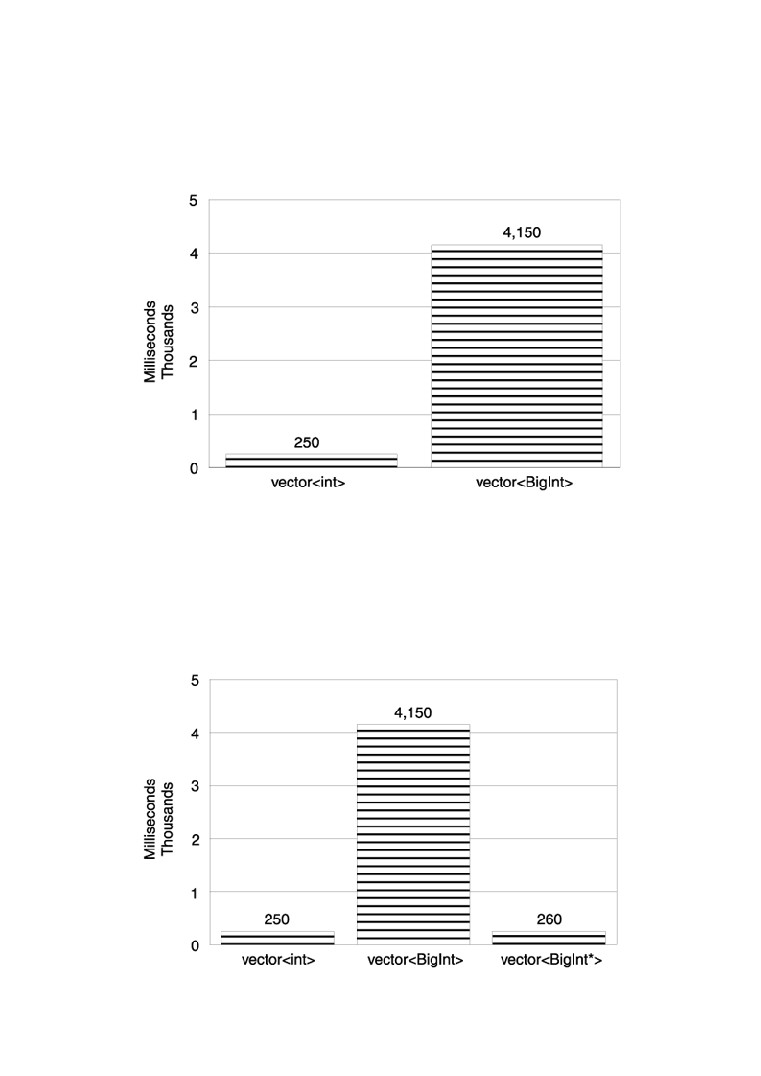 5
4,150
4
3
Milliseconds
Thousands
2
1
250
0
vector<int> vector<BigInt>
5
4,150
4
3
Milliseconds
Thousands
2
1
250 260
0
vector<int> vector<BigInt> vector<BigInt*>